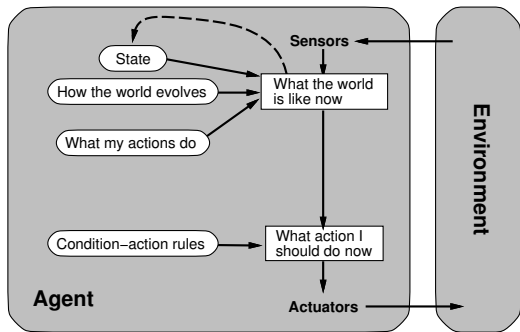 Sensors
State
What the world
is like now
How the world evolves
What my actions do
Environment
Condition−action rules
What action I
should do now
Agent
Actuators